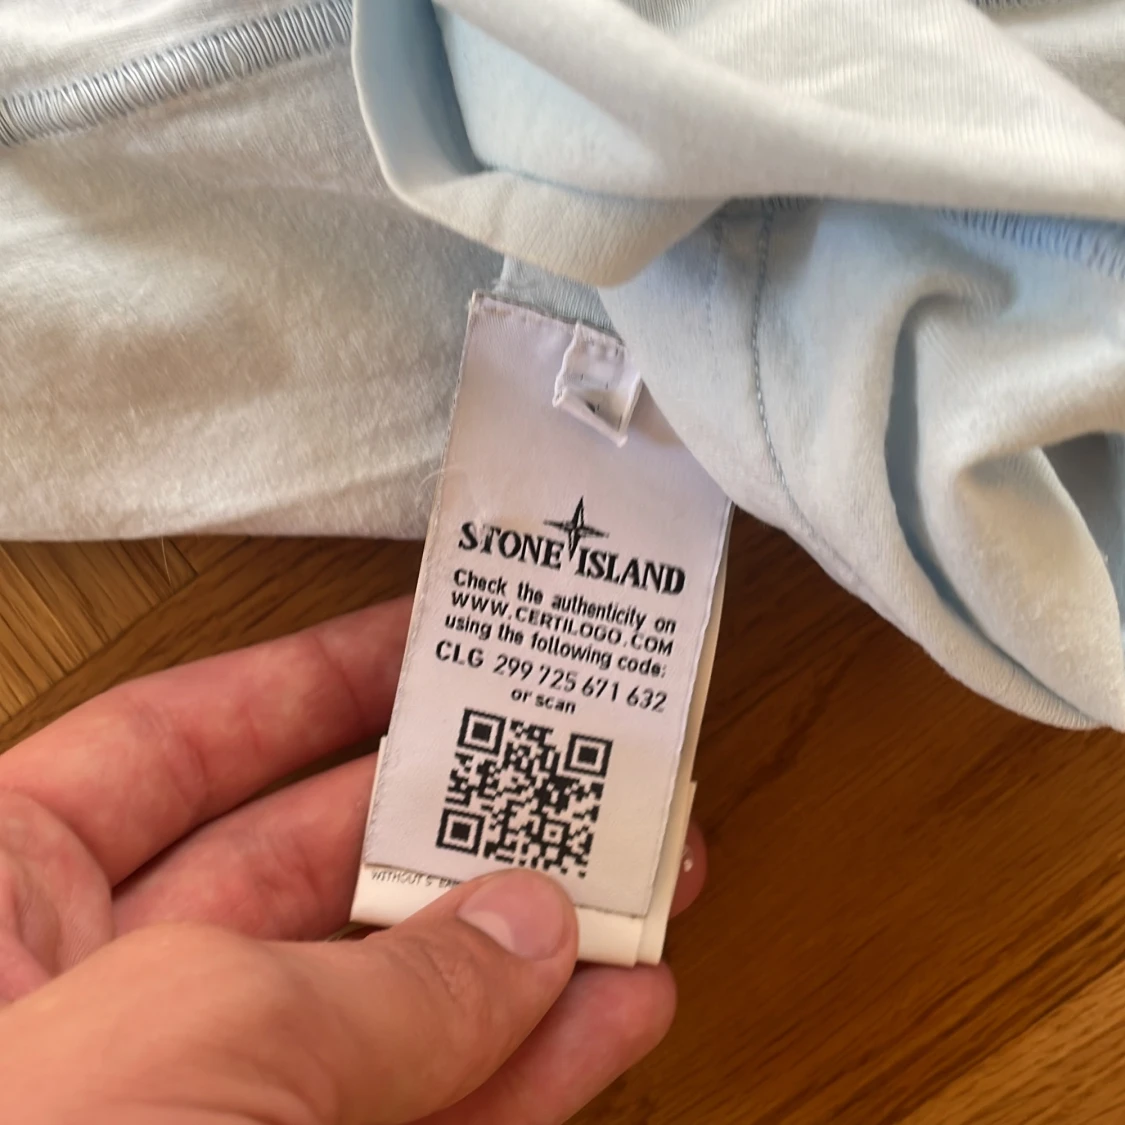 STONE ISLAND
Check the authenticity on
WWW.CERTILOGO.COM
using the following code:
CLG 299 725 671 632
or scan
WITHOUT